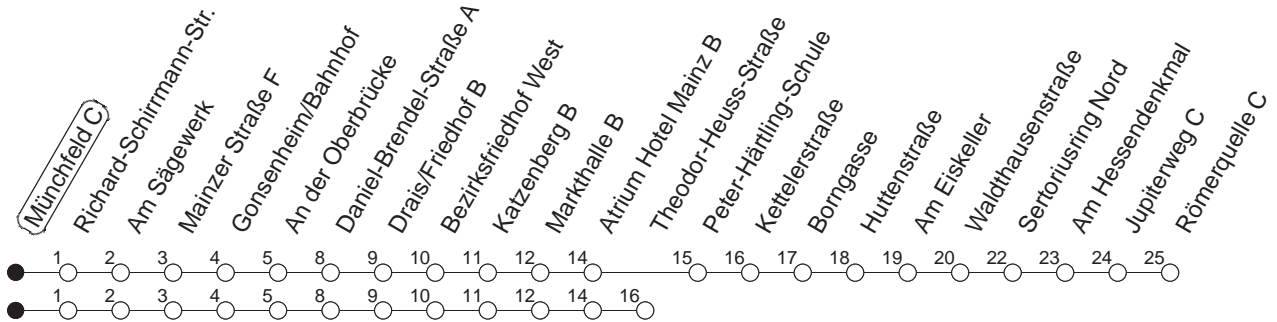 Münchfeld C
Richard-Schirrmann-Str.
Am Sägewerk
Mainzer Straße F
Gonsenheim/Bahnhof
An der Oberbrücke
Daniel-Brendel-Straße A
Drais/Friedhof B
Bezirksfriedhof West
Katzenberg B
Markthalle B
Atrium Hotel Mainz B
Theodor-Heuss-Straße
Peter-Härtling-Schule
Kettelerstraße
Borngasse
Huttenstraße
Am Eiskeller
Waldthausenstraße
Sertoriusring Nord
Am Hessendenkmal
Jupiterweg C
Römerquelle C
1 2 3 4 5 8 9 10 11 12 14 15 16 17 18 19 20 22 23 24 25
1 2 3 4 5 8 9 10 11 12 14 16